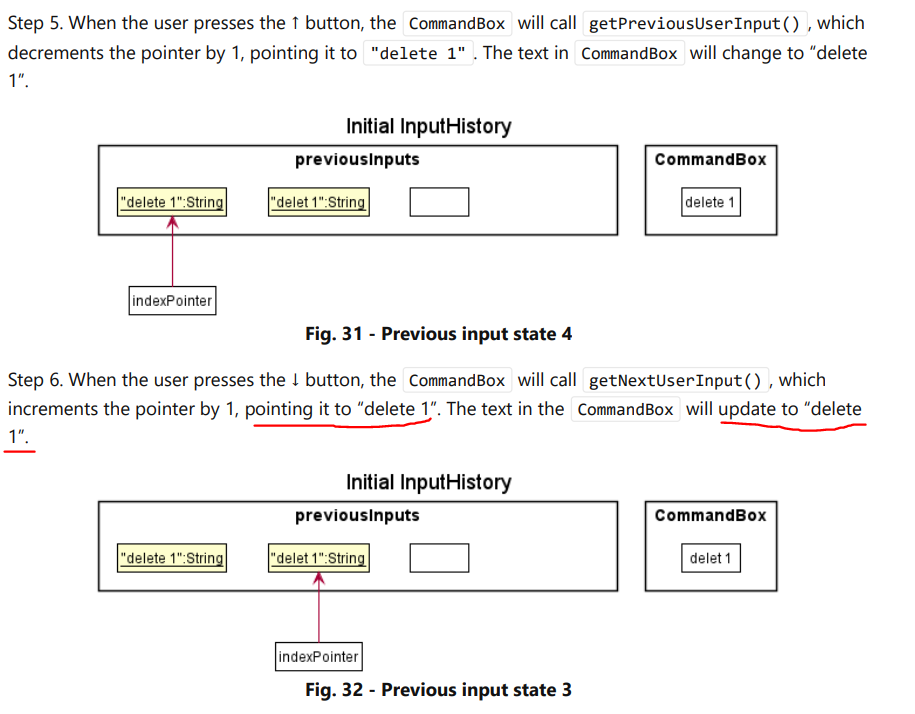 Step 5. When the user presses the ↑ button, the CommandBox will call getPreviousUserInput() , which
decrements the pointer by 1, pointing it to "delete 1" . The text in CommandBox will change to “delete
1”.
Initial InputHistory
previousInputs
CommandBox
"delete 1":String
"delet 1":String
delete 1
indexPointer
Fig. 31 - Previous input state 4
Step 6. When the user presses the ↓ button, the CommandBox will call getNextUserInput() , which
increments the pointer by 1, pointing it to “delete 1”. The text in the CommandBox will update to “delete
1”.
Initial InputHistory
previousInputs
CommandBox
"delete 1":String
"delet 1":String
delet 1
indexPointer
Fig. 32 - Previous input state 3